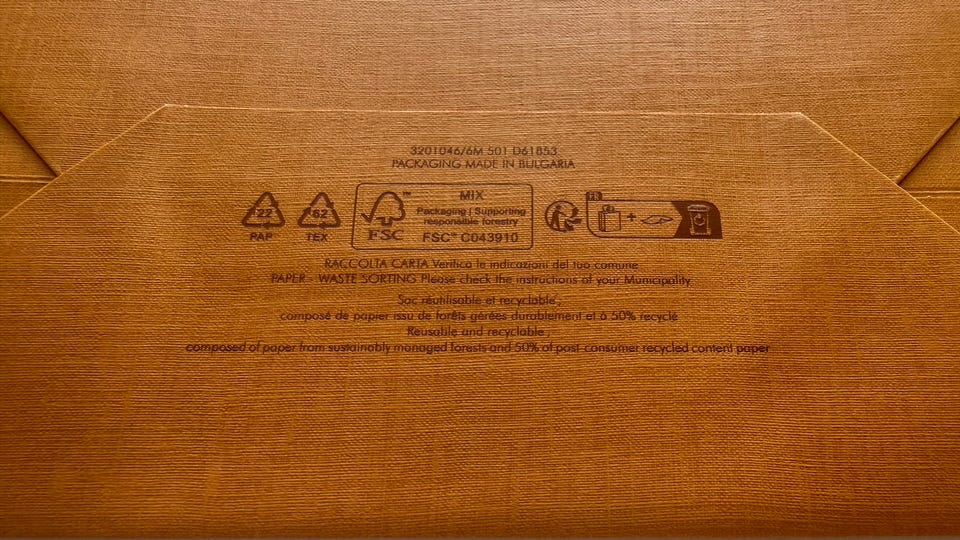 3201046/6M 501 D61853
PACKAGING MADE IN BULGARIA
22
PAP
62
TEX
FSC™
MIX
Packaging | Supporting
responsible forestry
FSC™ C043910
FR
+
RACCOLTA CARTA Verifica le indicazioni del tuo comune
PAPER - WASTE SORTING Please check the instructions of your Municipality
Sac réutilisable et recyclable,
composé de papier issu de forêts gérées durablement et à 50% recyclé
Reusable and recyclable,
composed of paper from sustainably managed forests and 50% of post-consumer recycled content paper